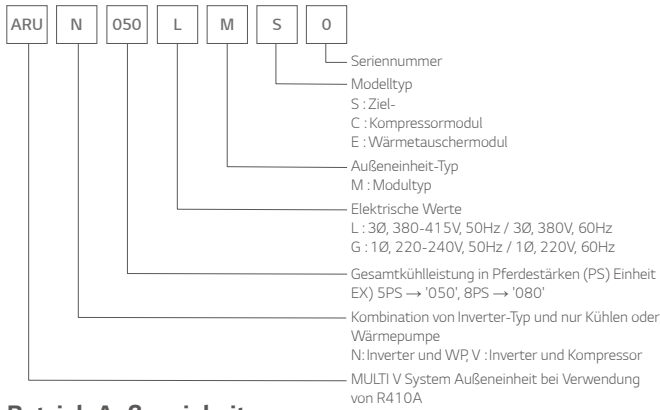 ARU N 050 L M S 0
Seriennummer
Modelltyp
S : Ziel-
C : Kompressormodul
E : Wärmetauschermodul
Außeneinheit-Typ
M : Modultyp
Elektrische Werte
L : 3Ø, 380-415V, 50Hz / 3Ø, 380V, 60Hz
G : 1Ø, 220-240V, 50Hz / 1Ø, 220V, 60Hz
Gesamtkühlleistung in Pferdestärken (PS) Einheit
EX) 5PS → '050', 8PS → '080'
Kombination von Inverter-Typ und nur Kühlen oder
Wärmepumpe
N: Inverter und WP, V : Inverter und Kompressor
MULTI V System Außeneinheit bei Verwendung
von R410A